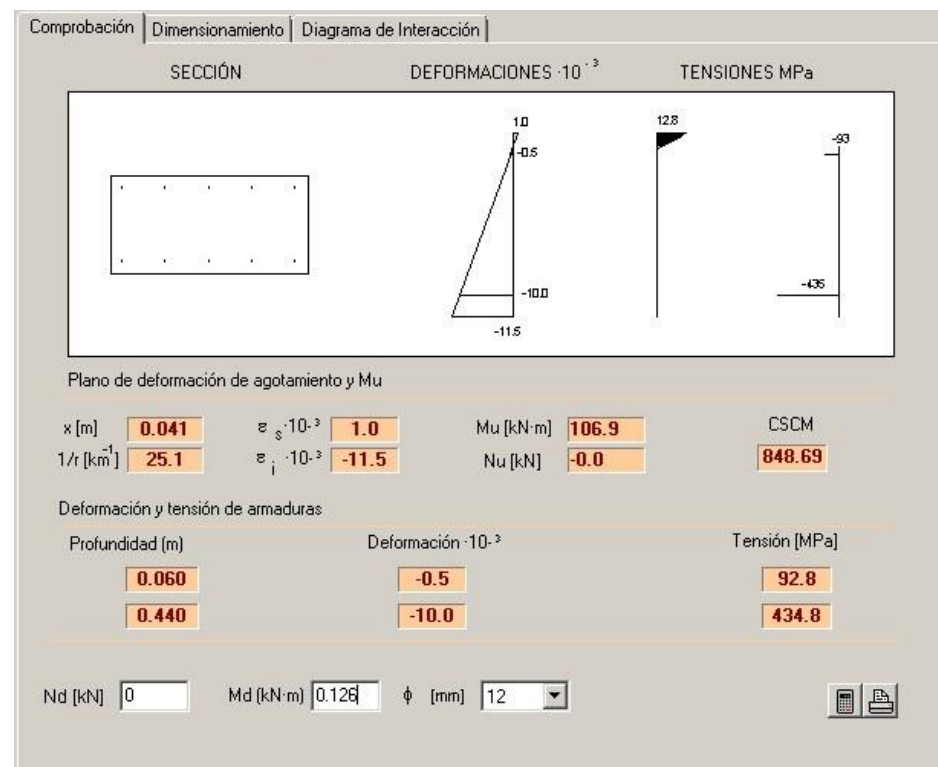 Comprobación Dimensionamiento Diagrama de Interacción
SECCIÓN DEFORMACIONES ·10⁻³ TENSIONES MPa
1.0 12.8
-0.5 -93
-10.0 -435
-11.5
Plano de deformación de agotamiento y Mu
x [m] 0.041 ε s ·10-³ 1.0 Mu [kN·m] 106.9 CSCM
1/r [km⁻¹] 25.1 ε i ·10-³ -11.5 Nu [kN] -0.0 848.69
Deformación y tensión de armaduras
Profundidad (m) Deformación ·10-³ Tensión [MPa]
0.060 -0.5 92.8
0.440 -10.0 434.8
Nd [kN] 0 Md (kN·m) 0.126 ϕ [mm] 12